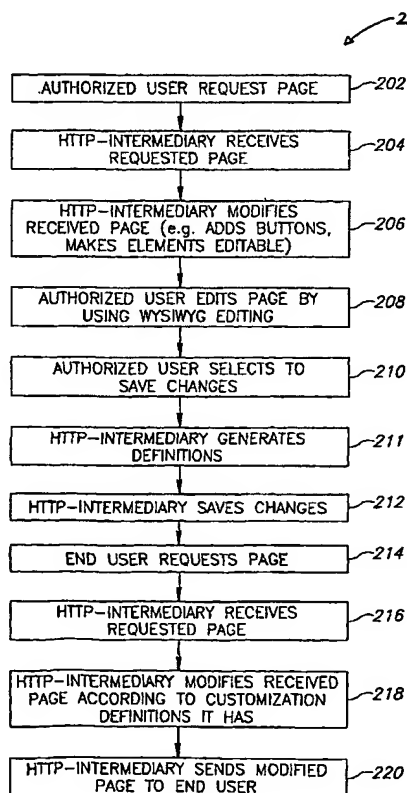 2
.AUTHORIZED USER REQUEST PAGE
202
HTTP-INTERMEDIARY RECEIVES
REQUESTED PAGE
204
HTTP-INTERMEDIARY MODIFIES
RECEIVED PAGE (e.g. ADDS BUTTONS,
MAKES ELEMENTS EDITABLE)
206
AUTHORIZED USER EDITS PAGE BY
USING WYSIWYG EDITING
208
AUTHORIZED USER SELECTS TO
SAVE CHANGES
210
HTTP-INTERMEDIARY GENERATES
DEFINITIONS
211
HTTP-INTERMEDIARY SAVES CHANGES
212
END USER REQUESTS PAGE
214
HTTP-INTERMEDIARY RECEIVES
REQUESTED PAGE
216
HTTP-INTERMEDIARY MODIFIES RECEIVED
PAGE ACCORDING TO CUSTOMIZATION
DEFINITIONS IT HAS
218
HTTP-INTERMEDIARY SENDS MODIFIED
PAGE TO END USER
220